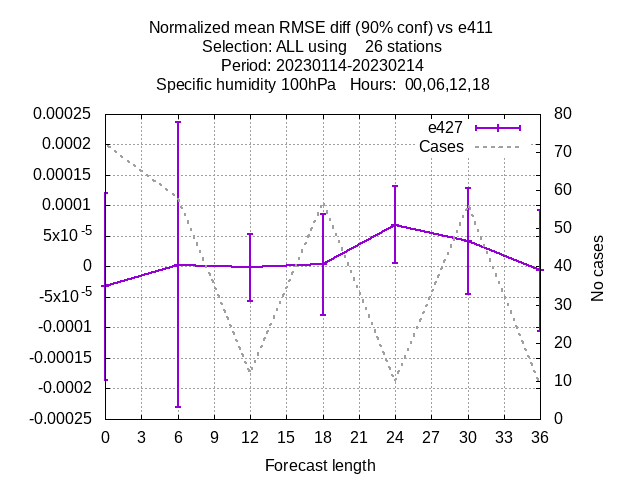 Normalized mean RMSE diff (90% conf) vs e411
Selection: ALL using    26 stations
Period: 20230114-20230214
Specific humidity 100hPa   Hours:  00,06,12,18
0.00025
0.0002
0.00015
0.0001
5x10⁻⁵
0
-5x10⁻⁵
-0.0001
-0.00015
-0.0002
-0.00025
80
70
60
50
40
30
20
10
0
e427
Cases
No cases
0 3 6 9 12 15 18 21 24 27 30 33 36
Forecast length